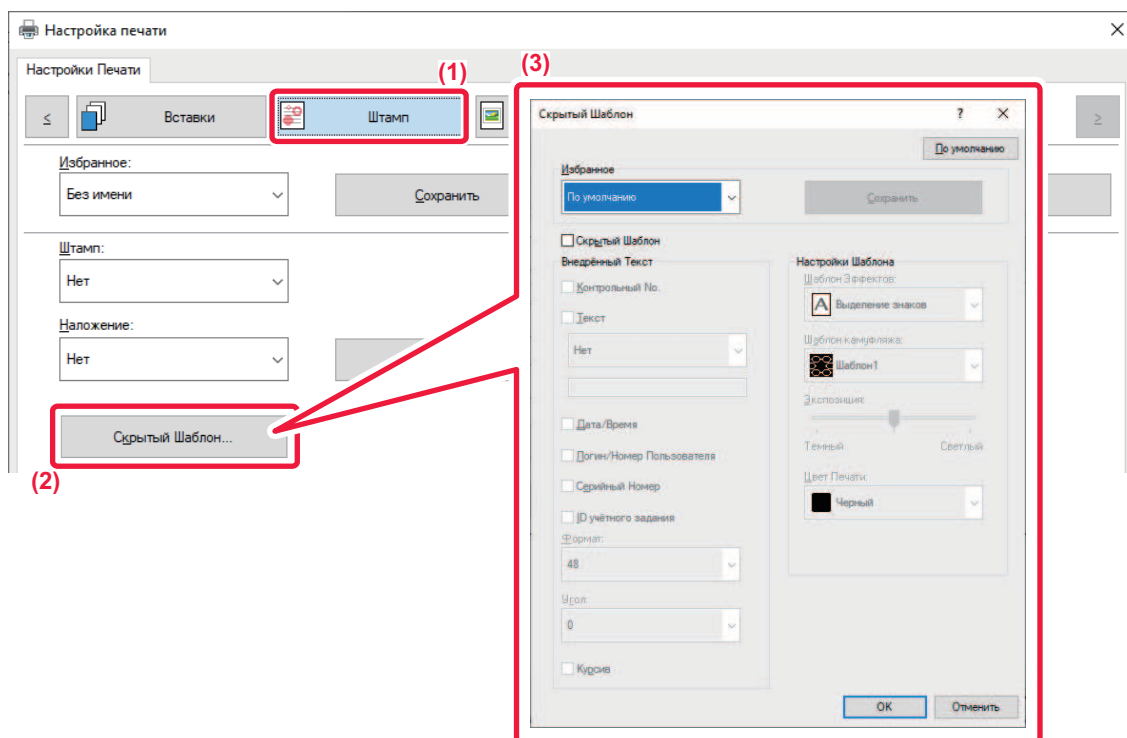 Настройка печати
Настройки Печати
(1)
(3)
<
Вставки
Штамп
>
Избранное:
Без имени
Сохранить
Штамп:
Нет
Наложение:
Нет
Скрытый Шаблон...
(2)
Скрытый Шаблон
?
По умолчанию
Избранное
По умолчанию
Сохранить
Скрытый Шаблон
Внедрённый Текст
Контрольный No.
Текст
Нет
Дата/Время
Логин/Номер Пользователя
Серийный Номер
ID учётного задания
Формат:
48
Угол:
0
Курсив
Настройки Шаблона
Шаблон Эффектов:
A
Выделение знаков
Шаблон камуфляжа:
Шаблон1
Экспозиция:
Темный
Светлый
Цвет Печати:
Черный
OK
Отменить